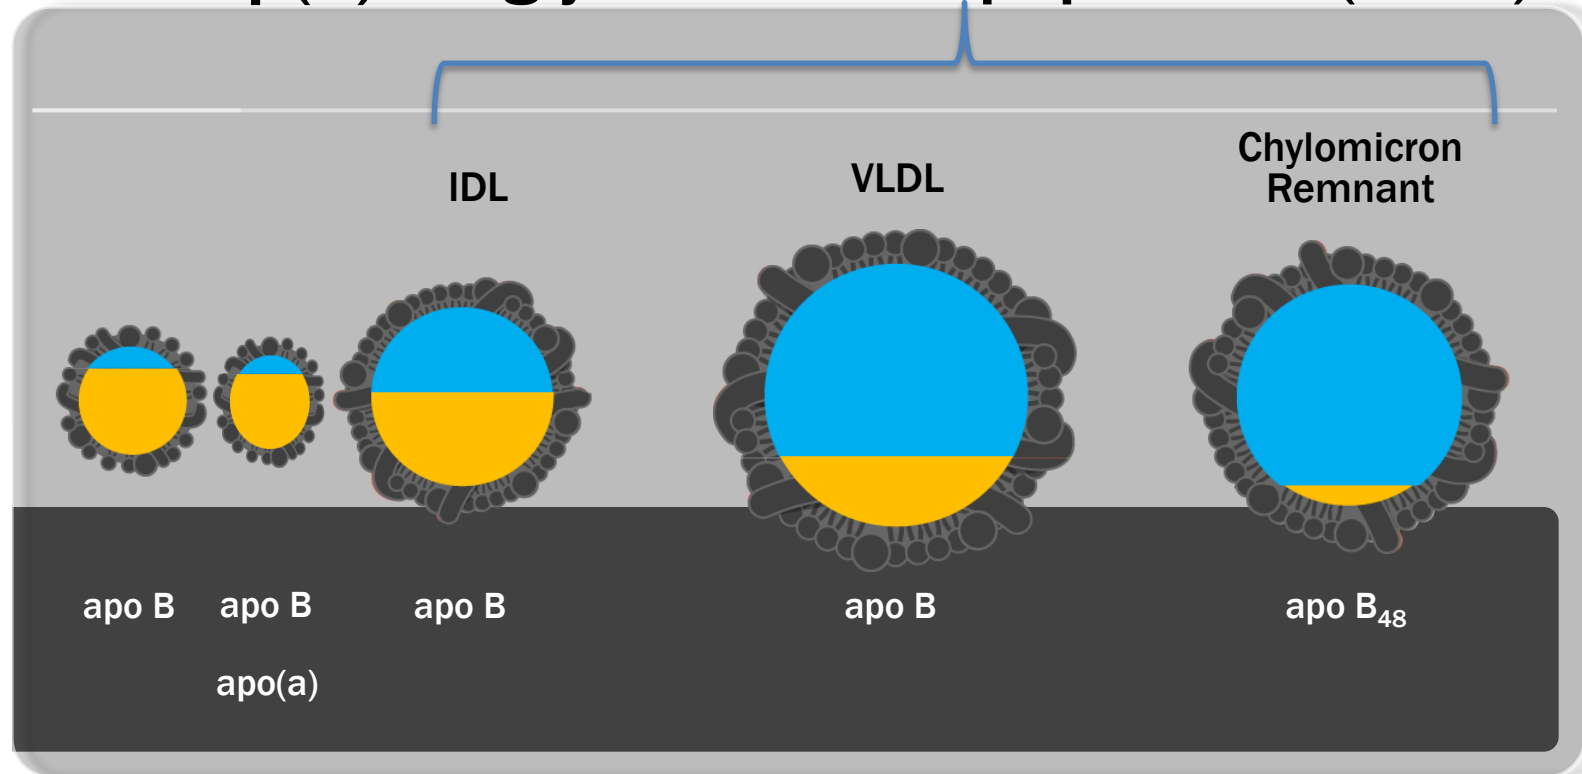 IDL
VLDL
Chylomicron
Remnant
apo B
apo B
apo B
apo B
apo B₄₈
apo(a)